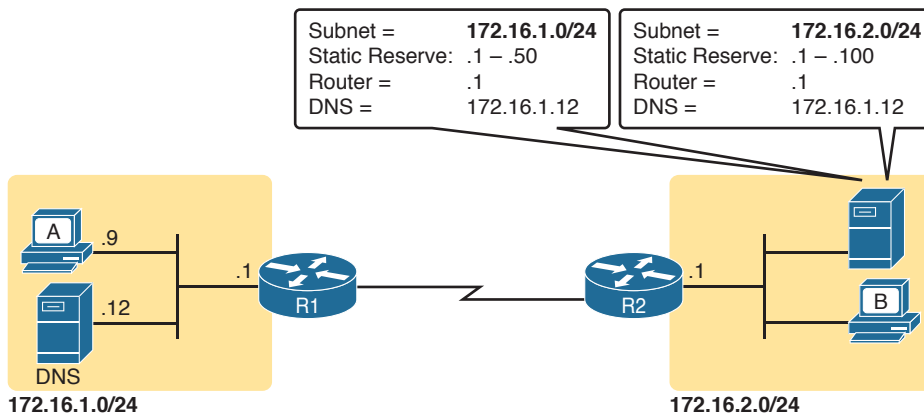 Subnet = 172.16.1.0/24
Static Reserve: .1 – .50
Router = .1
DNS = 172.16.1.12
Subnet = 172.16.2.0/24
Static Reserve: .1 – .100
Router = .1
DNS = 172.16.1.12
A
.9
.12
DNS
.1
R1
R2
.1
B
172.16.1.0/24
172.16.2.0/24